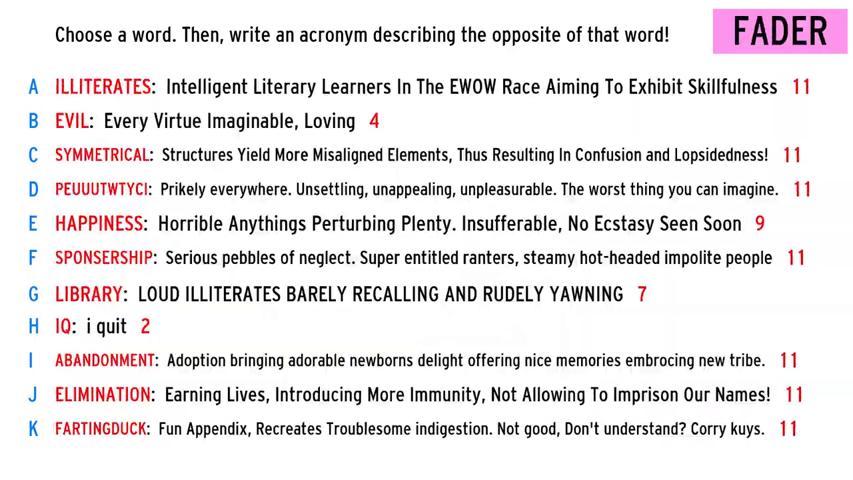 Choose a word. Then, write an acronym describing the opposite of that word!
FADER
A ILLITERATES: Intelligent Literary Learners In The EWOW Race Aiming To Exhibit Skillfulness 11
B EVIL: Every Virtue Imaginable, Loving 4
C SYMMETRICAL: Structures Yield More Misaligned Elements, Thus Resulting In Confusion and Lopsidedness! 11
D PEUUUTWTYCI: Prikely everywhere. Unsettling, unappealing, unpleasurable. The worst thing you can imagine. 11
E HAPPINESS: Horrible Anythings Perturbing Plenty. Insufferable, No Ecstasy Seen Soon 9
F SPONSERSHIP: Serious pebbles of neglect. Super entitled ranters, steamy hot-headed impolite people 11
G LIBRARY: LOUD ILLITERATES BARELY RECALLING AND RUDELY YAWNING 7
H IQ: i quit 2
I ABANDONMENT: Adoption bringing adorable newborns delight offering nice memories embrocing new tribe. 11
J ELIMINATION: Earning Lives, Introducing More Immunity, Not Allowing To Imprison Our Names! 11
K FARTINGDUCK: Fun Appendix, Recreates Troublesome indigestion. Not good, Don't understand? Corry kuys. 11